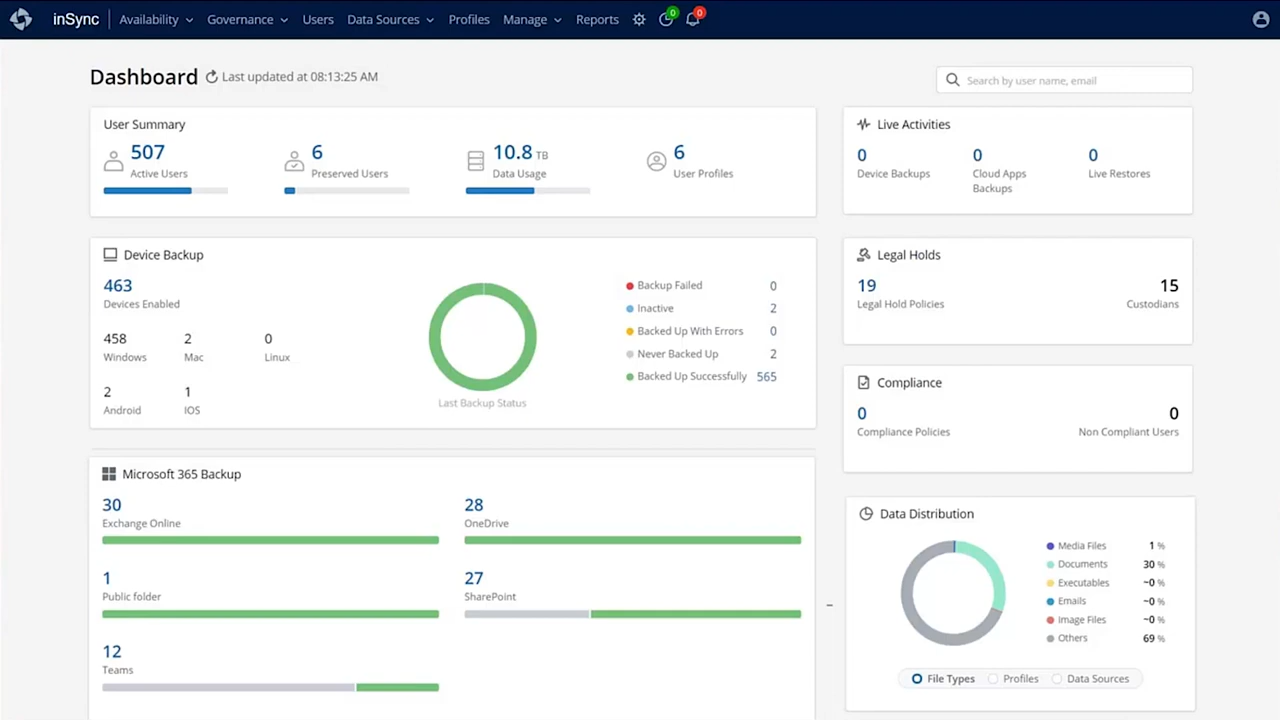 inSync Availability Governance Users Data Sources Profiles Manage Reports 0 0
Dashboard Last updated at 08:13:25 AM
Search by user name, email
User Summary
507
Active Users
6
Preserved Users
10.8 TB
Data Usage
6
User Profiles
Live Activities
0
Device Backups
0
Cloud Apps
Backups
0
Live Restores
Device Backup
463
Devices Enabled
458
Windows
2
Mac
0
Linux
2
Android
1
IOS
Last Backup Status
Backup Failed 0
Inactive 2
Backed Up With Errors 0
Never Backed Up 2
Backed Up Successfully 565
Legal Holds
19
Legal Hold Policies
15
Custodians
Compliance
0
Compliance Policies
0
Non Compliant Users
Microsoft 365 Backup
30
Exchange Online
28
OneDrive
1
Public folder
27
SharePoint
12
Teams
Data Distribution
Media Files 1 %
Documents 30 %
Executables ~0 %
Emails ~0 %
Image Files ~0 %
Others 69 %
File Types Profiles Data Sources